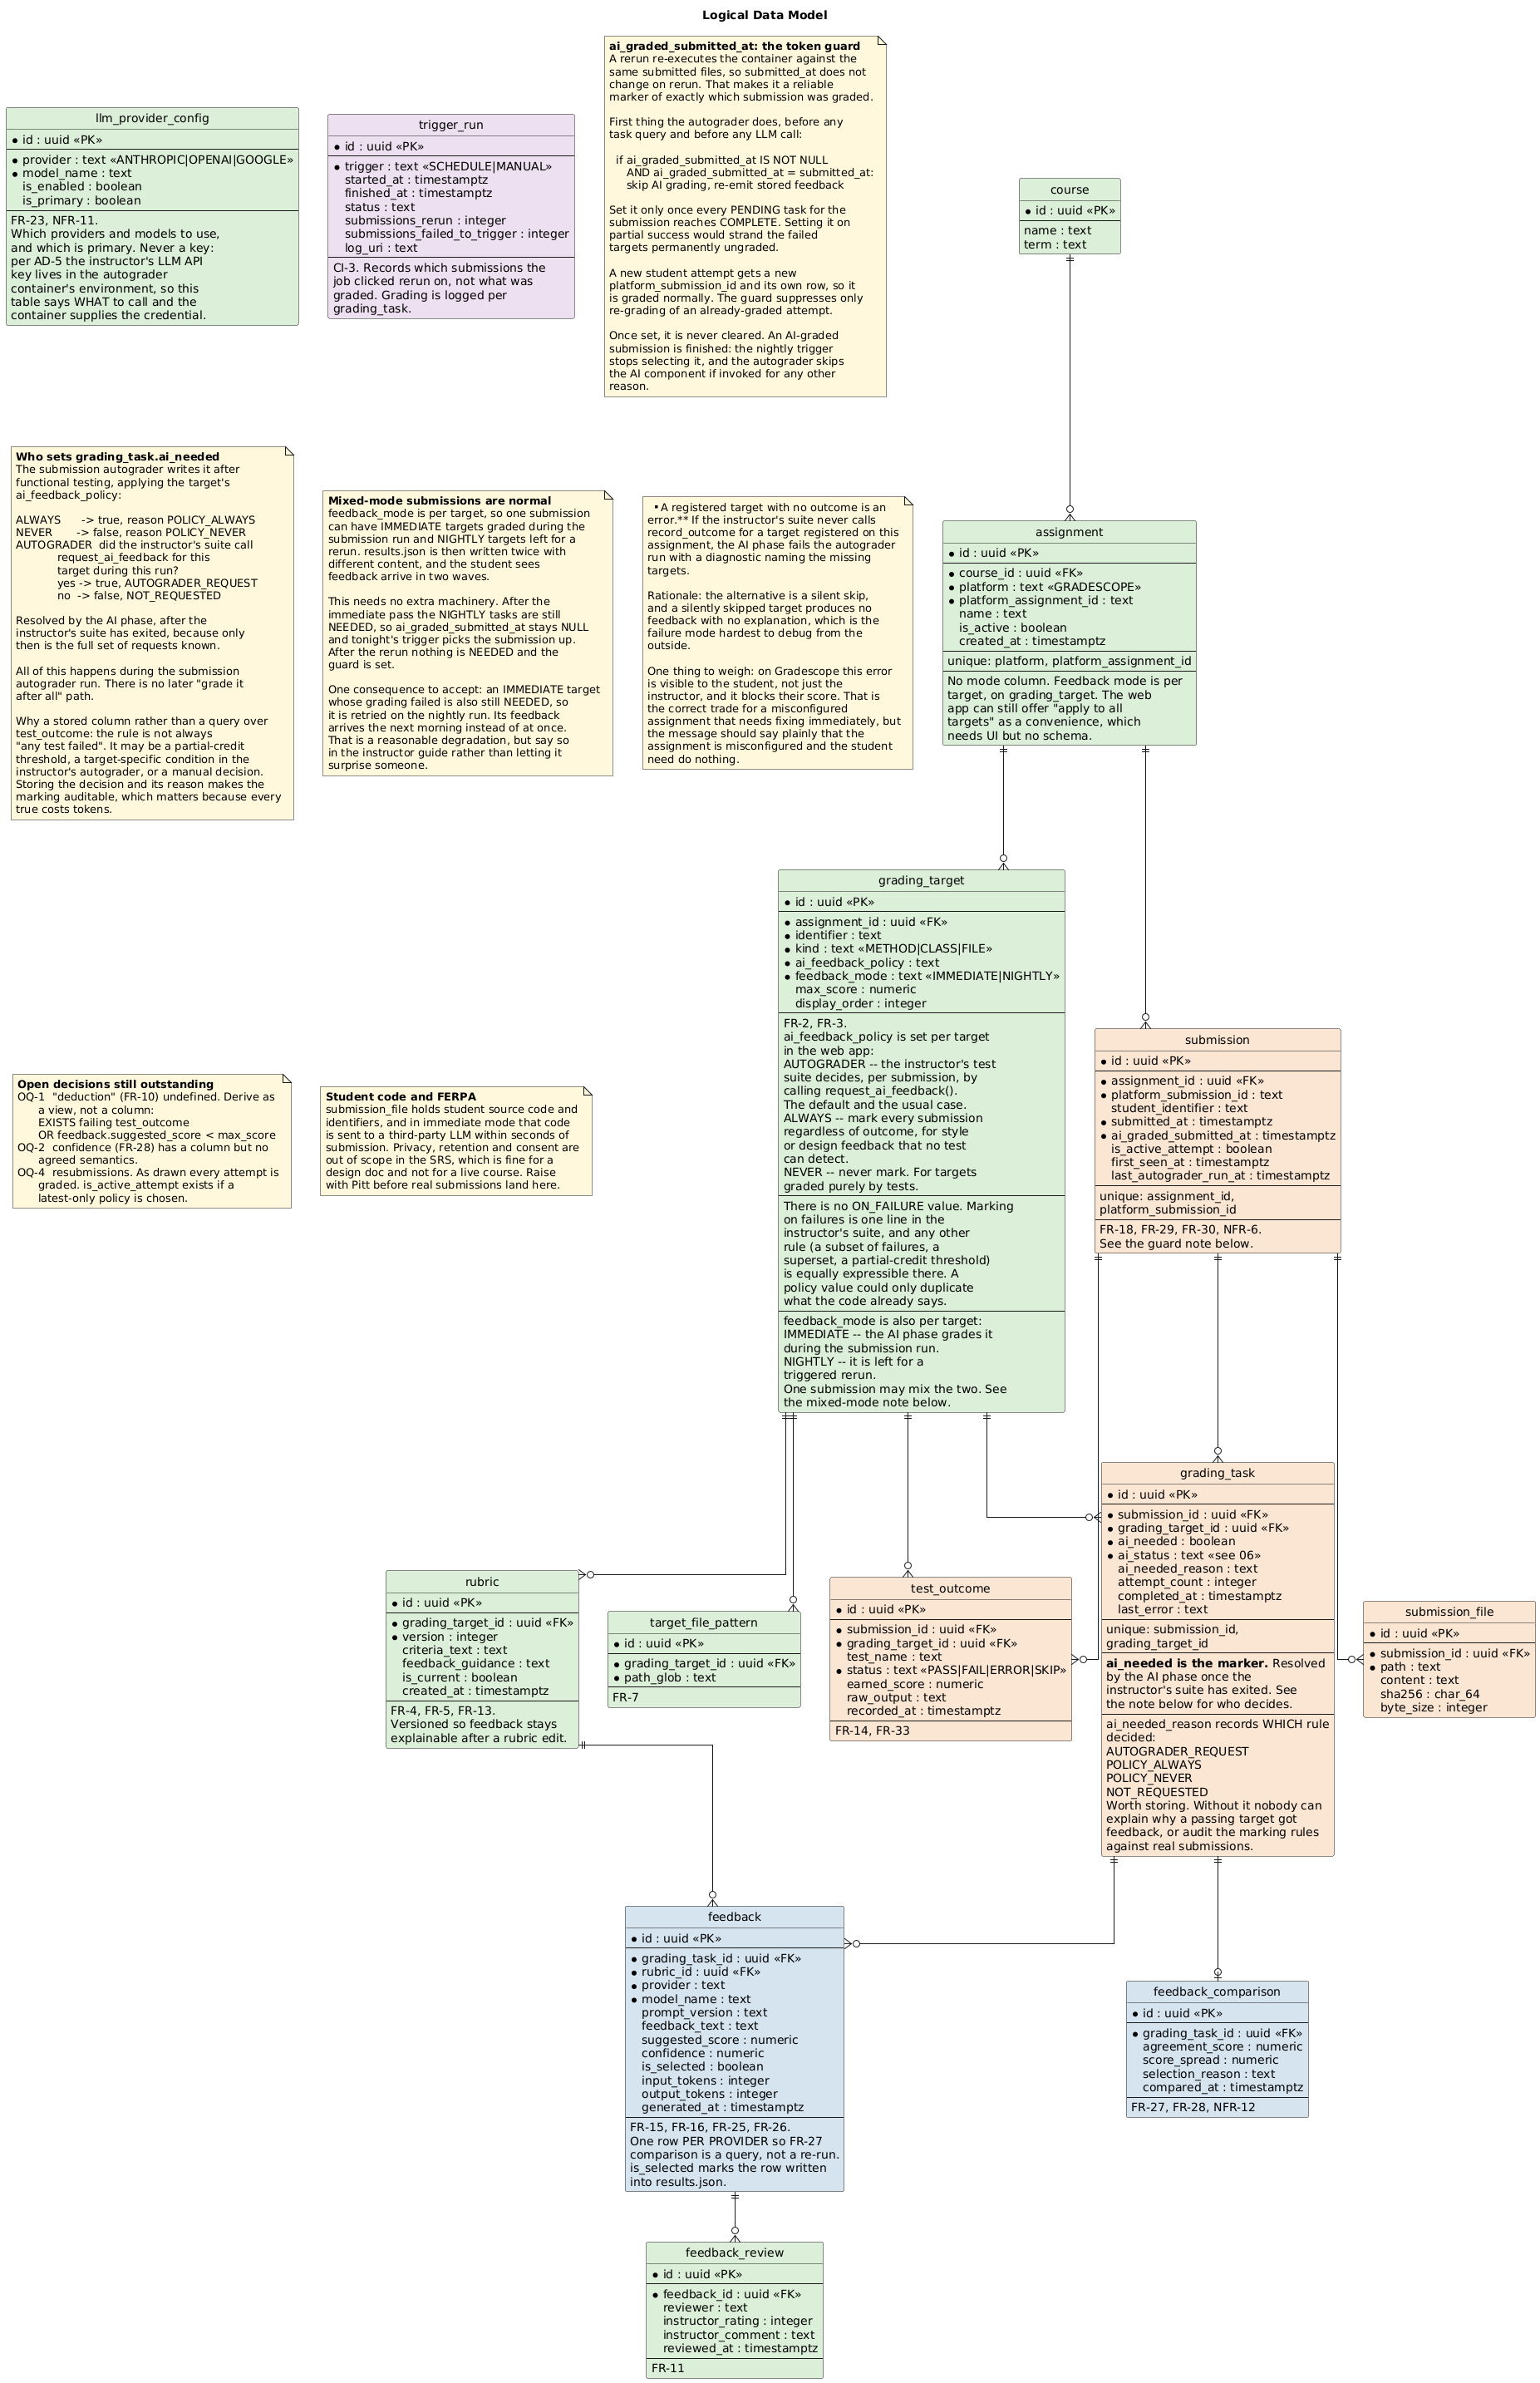 Logical Data Model
ai_graded_submitted_at: the token guard
A rerun re-executes the container against the
same submitted files, so submitted_at does not
change on rerun. That makes it a reliable
marker of exactly which submission was graded.
First thing the autograder does, before any
task query and before any LLM call:
if ai_graded_submitted_at IS NOT NULL
AND ai_graded_submitted_at = submitted_at:
skip AI grading, re-emit stored feedback
Set it only once every PENDING task for the
submission reaches COMPLETE. Setting it on
partial success would strand the failed
targets permanently ungraded.
A new student attempt gets a new
platform_submission_id and its own row, so it
is graded normally. The guard suppresses only
re-grading of an already-graded attempt.
Once set, it is never cleared. An AI-graded
submission is finished: the nightly trigger
stops selecting it, and the autograder skips
the AI component if invoked for any other
reason.
llm_provider_config
id : uuid «PK»
provider : text «ANTHROPIC|OPENAI|GOOGLE»
model_name : text
is_enabled : boolean
is_primary : boolean
FR-23, NFR-11.
Which providers and models to use,
and which is primary. Never a key:
per AD-5 the instructor's LLM API
key lives in the autograder
container's environment, so this
table says WHAT to call and the
container supplies the credential.
trigger_run
id : uuid «PK»
trigger : text «SCHEDULE|MANUAL»
started_at : timestamptz
finished_at : timestamptz
status : text
submissions_rerun : integer
submissions_failed_to_trigger : integer
log_uri : text
CI-3. Records which submissions the
job clicked rerun on, not what was
graded. Grading is logged per
grading_task.
course
id : uuid «PK»
name : text
term : text
Who sets grading_task.ai_needed
The submission autograder writes it after
functional testing, applying the target's
ai_feedback_policy:
ALWAYS -> true, reason POLICY_ALWAYS
NEVER -> false, reason POLICY_NEVER
AUTOGRADER did the instructor's suite call
request_ai_feedback for this
target during this run?
yes -> true, AUTOGRADER_REQUEST
no -> false, NOT_REQUESTED
Resolved by the AI phase, after the
instructor's suite has exited, because only
then is the full set of requests known.
All of this happens during the submission
autograder run. There is no later "grade it
after all" path.
Why a stored column rather than a query over
test_outcome: the rule is not always
"any test failed". It may be a partial-credit
threshold, a target-specific condition in the
instructor's autograder, or a manual decision.
Storing the decision and its reason makes the
marking auditable, which matters because every
true costs tokens.
Mixed-mode submissions are normal
feedback_mode is per target, so one submission
can have IMMEDIATE targets graded during the
submission run and NIGHTLY targets left for a
rerun. results.json is then written twice with
different content, and the student sees
feedback arrive in two waves.
This needs no extra machinery. After the
immediate pass the NIGHTLY tasks are still
NEEDED, so ai_graded_submitted_at stays NULL
and tonight's trigger picks the submission up.
After the rerun nothing is NEEDED and the
guard is set.
One consequence to accept: an IMMEDIATE target
whose grading failed is also still NEEDED, so
it is retried on the nightly run. Its feedback
arrives the next morning instead of at once.
That is a reasonable degradation, but say so
in the instructor guide rather than letting it
surprise someone.
• A registered target with no outcome is an
error.** If the instructor's suite never calls
record_outcome for a target registered on this
assignment, the AI phase fails the autograder
run with a diagnostic naming the missing
targets.
Rationale: the alternative is a silent skip,
and a silently skipped target produces no
feedback with no explanation, which is the
failure mode hardest to debug from the
outside.
One thing to weigh: on Gradescope this error
is visible to the student, not just the
instructor, and it blocks their score. That is
the correct trade for a misconfigured
assignment that needs fixing immediately, but
the message should say plainly that the
assignment is misconfigured and the student
need do nothing.
assignment
id : uuid «PK»
course_id : uuid «FK»
platform : text «GRADESCOPE»
platform_assignment_id : text
name : text
is_active : boolean
created_at : timestamptz
unique: platform, platform_assignment_id
No mode column. Feedback mode is per
target, on grading_target. The web
app can still offer "apply to all
targets" as a convenience, which
needs UI but no schema.
grading_target
id : uuid «PK»
assignment_id : uuid «FK»
identifier : text
kind : text «METHOD|CLASS|FILE»
ai_feedback_policy : text
feedback_mode : text «IMMEDIATE|NIGHTLY»
max_score : numeric
display_order : integer
FR-2, FR-3.
ai_feedback_policy is set per target
in the web app:
AUTOGRADER -- the instructor's test
suite decides, per submission, by
calling request_ai_feedback().
The default and the usual case.
ALWAYS -- mark every submission
regardless of outcome, for style
or design feedback that no test
can detect.
NEVER -- never mark. For targets
graded purely by tests.
There is no ON_FAILURE value. Marking
on failures is one line in the
instructor's suite, and any other
rule (a subset of failures, a
superset, a partial-credit threshold)
is equally expressible there. A
policy value could only duplicate
what the code already says.
feedback_mode is also per target:
IMMEDIATE -- the AI phase grades it
during the submission run.
NIGHTLY -- it is left for a
triggered rerun.
One submission may mix the two. See
the mixed-mode note below.
submission
id : uuid «PK»
assignment_id : uuid «FK»
platform_submission_id : text
student_identifier : text
submitted_at : timestamptz
ai_graded_submitted_at : timestamptz
is_active_attempt : boolean
first_seen_at : timestamptz
last_autograder_run_at : timestamptz
unique: assignment_id,
platform_submission_id
FR-18, FR-29, FR-30, NFR-6.
See the guard note below.
Open decisions still outstanding
OQ-1 "deduction" (FR-10) undefined. Derive as
a view, not a column:
EXISTS failing test_outcome
OR feedback.suggested_score < max_score
OQ-2 confidence (FR-28) has a column but no
agreed semantics.
OQ-4 resubmissions. As drawn every attempt is
graded. is_active_attempt exists if a
latest-only policy is chosen.
Student code and FERPA
submission_file holds student source code and
identifiers, and in immediate mode that code
is sent to a third-party LLM within seconds of
submission. Privacy, retention and consent are
out of scope in the SRS, which is fine for a
design doc and not for a live course. Raise
with Pitt before real submissions land here.
grading_task
id : uuid «PK»
submission_id : uuid «FK»
grading_target_id : uuid «FK»
ai_needed : boolean
ai_status : text «see 06»
ai_needed_reason : text
attempt_count : integer
completed_at : timestamptz
last_error : text
unique: submission_id,
grading_target_id
ai_needed is the marker. Resolved
by the AI phase once the
instructor's suite has exited. See
the note below for who decides.
ai_needed_reason records WHICH rule
decided:
AUTOGRADER_REQUEST
POLICY_ALWAYS
POLICY_NEVER
NOT_REQUESTED
Worth storing. Without it nobody can
explain why a passing target got
feedback, or audit the marking rules
against real submissions.
rubric
id : uuid «PK»
grading_target_id : uuid «FK»
version : integer
criteria_text : text
feedback_guidance : text
is_current : boolean
created_at : timestamptz
FR-4, FR-5, FR-13.
Versioned so feedback stays
explainable after a rubric edit.
target_file_pattern
id : uuid «PK»
grading_target_id : uuid «FK»
path_glob : text
FR-7
test_outcome
id : uuid «PK»
submission_id : uuid «FK»
grading_target_id : uuid «FK»
test_name : text
status : text «PASS|FAIL|ERROR|SKIP»
earned_score : numeric
raw_output : text
recorded_at : timestamptz
FR-14, FR-33
submission_file
id : uuid «PK»
submission_id : uuid «FK»
path : text
content : text
sha256 : char_64
byte_size : integer
feedback
id : uuid «PK»
grading_task_id : uuid «FK»
rubric_id : uuid «FK»
provider : text
model_name : text
prompt_version : text
feedback_text : text
suggested_score : numeric
confidence : numeric
is_selected : boolean
input_tokens : integer
output_tokens : integer
generated_at : timestamptz
FR-15, FR-16, FR-25, FR-26.
One row PER PROVIDER so FR-27
comparison is a query, not a re-run.
is_selected marks the row written
into results.json.
feedback_comparison
id : uuid «PK»
grading_task_id : uuid «FK»
agreement_score : numeric
score_spread : numeric
selection_reason : text
compared_at : timestamptz
FR-27, FR-28, NFR-12
feedback_review
id : uuid «PK»
feedback_id : uuid «FK»
reviewer : text
instructor_rating : integer
instructor_comment : text
reviewed_at : timestamptz
FR-11